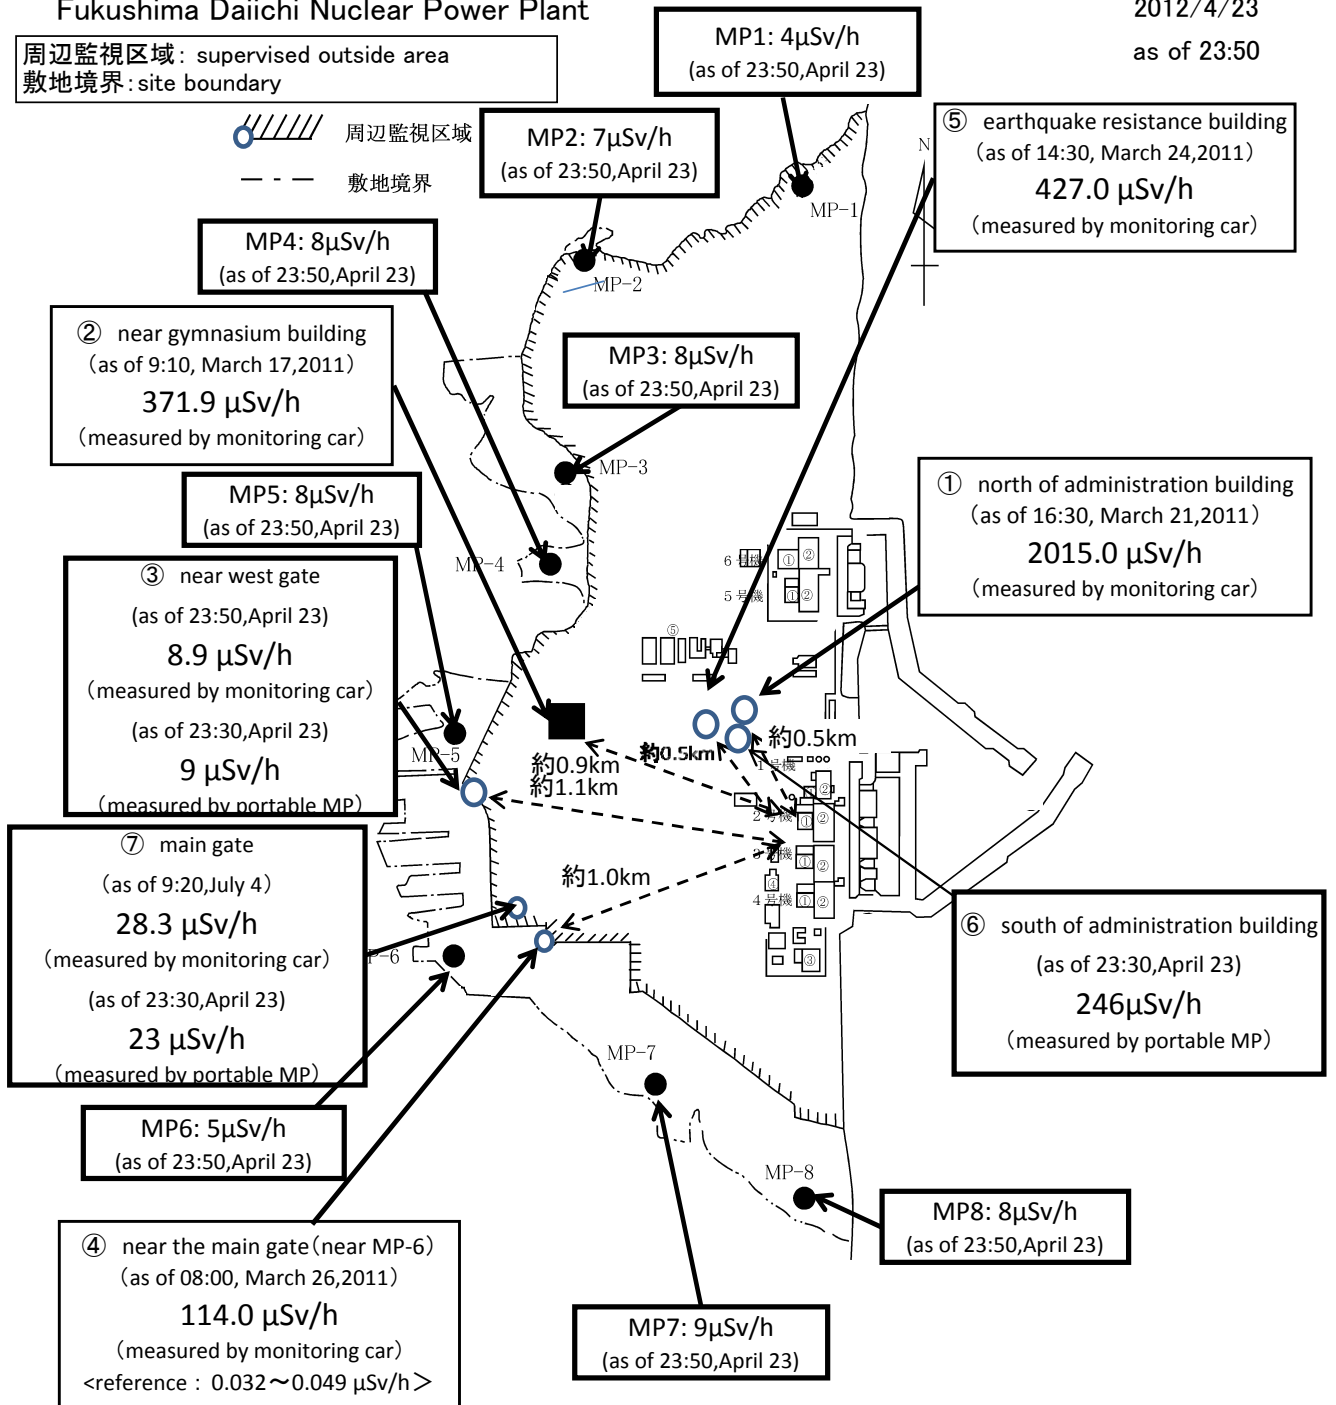 Fukushima Daiichi Nuclear Power Plant
2012/4/23
as of 23:50
周辺監視区域: supervised outside area
敷地境界:site boundary
周辺監視区域
敷地境界
MP1: 4μSv/h
(as of 23:50,April 23)
MP2: 7μSv/h
(as of 23:50,April 23)
⑤ earthquake resistance building
(as of 14:30, March 24,2011)
427.0 μSv/h
(measured by monitoring car)
N
MP-1
MP4: 8μSv/h
(as of 23:50,April 23)
MP-2
② near gymnasium building
(as of 9:10, March 17,2011)
371.9 μSv/h
(measured by monitoring car)
MP3: 8μSv/h
(as of 23:50,April 23)
MP-3
MP5: 8μSv/h
(as of 23:50,April 23)
① north of administration building
(as of 16:30, March 21,2011)
2015.0 μSv/h
(measured by monitoring car)
MP-4
6号機
① ②
5号機
① ②
⑤
③ near west gate
(as of 23:50,April 23)
8.9 μSv/h
(measured by monitoring car)
(as of 23:30,April 23)
9 μSv/h
(measured by portable MP)
MP-5
約0.9km
約1.1km
約0.5km
約0.5km
1号機
②
2号機
① ②
3号機
① ②
④
4号機
① ②
③
約1.0km
⑦ main gate
(as of 9:20,July 4)
28.3 μSv/h
(measured by monitoring car)
(as of 23:30,April 23)
23 μSv/h
(measured by portable MP)
P-6
⑥ south of administration building
(as of 23:30,April 23)
246μSv/h
(measured by portable MP)
MP-7
MP6: 5μSv/h
(as of 23:50,April 23)
MP-8
MP8: 8μSv/h
(as of 23:50,April 23)
④ near the main gate(near MP-6)
(as of 08:00, March 26,2011)
114.0 μSv/h
(measured by monitoring car)
<reference : 0.032～0.049 μSv/h＞
MP7: 9μSv/h
(as of 23:50,April 23)